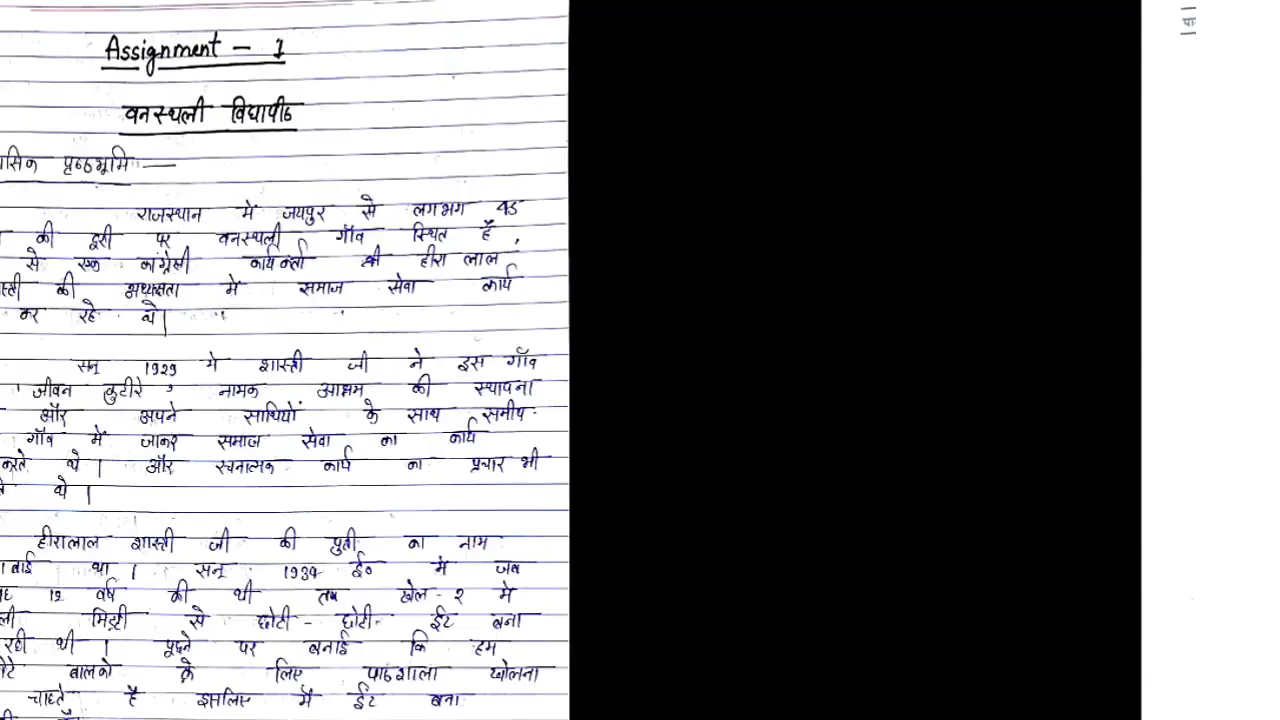 Assignment - 1
वनस्थली विद्यापीठ
सिक पृष्ठभूमि —
राजस्थान में जयपुर से लगभग 45
की दूरी पर वनस्थली गाँव स्थित हैं ,
से एक कांग्रेसी कार्यकर्ता श्री हीरा लाल
की अध्यक्षता में समाज सेवा कार्य
कर रहे थे|
सन् 1929 मे शास्त्री जी ने इस गाँव
' जीवन कुटीरे ' नामक आश्रम की स्थापना
और अपने साथियों के साथ समीप
गाँव में जाकर समाज सेवा का कार्य
करते थे | और रचनात्मक कार्य का प्रचार भी
थे |
हीरालाल शास्त्री जी की पुत्री का नाम
बाई था | सन् 1934 ई० में जब
12 वर्ष की थी तब खेल - २ मे
मिट्टी से छोटी - छोटी ईट बना
रही थी | पूछने पर बनाई कि हम
बालको के लिए पाठशाला खोलना
चाहते है इसलिए मैं ईट बना